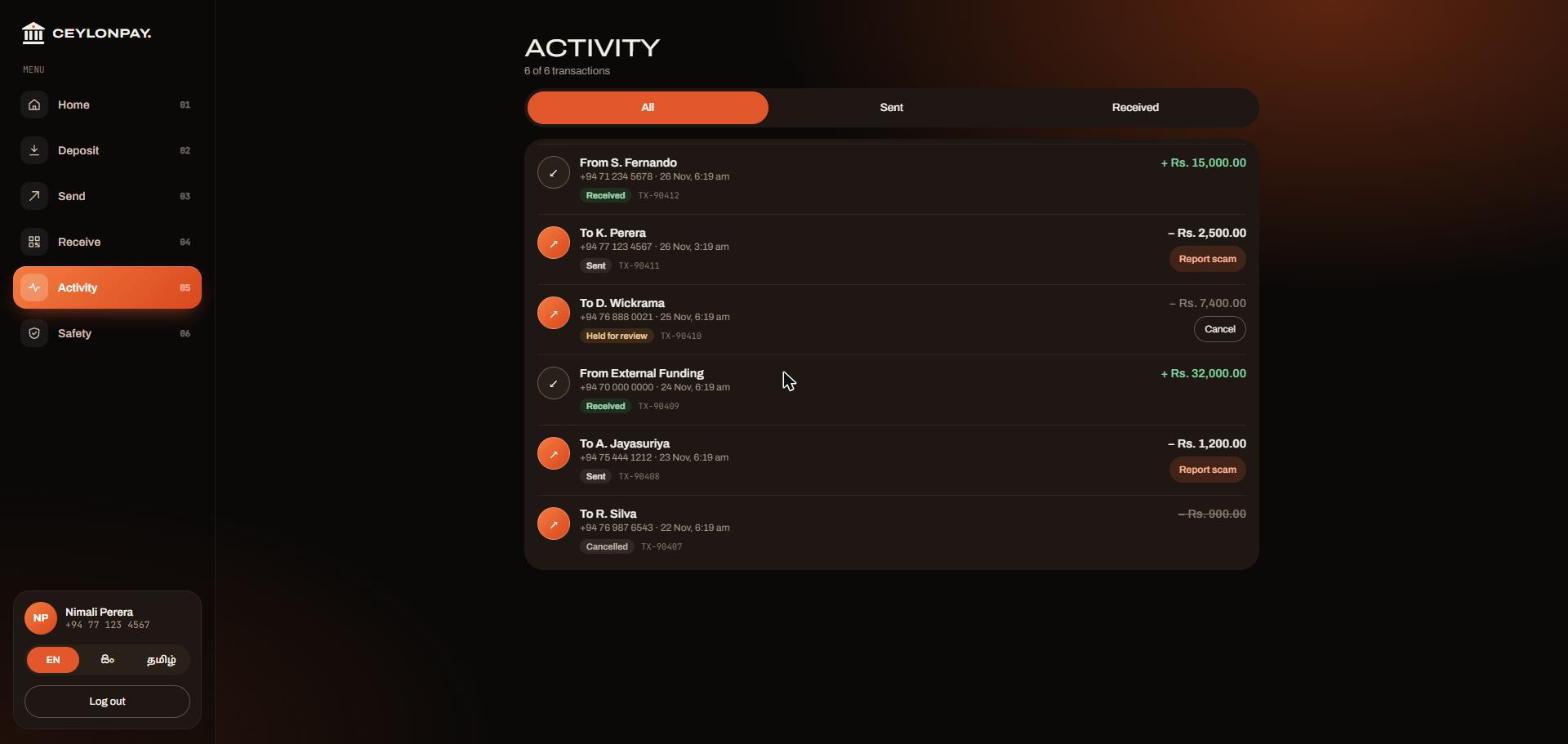 CEYLONPAY.
MENU
Home 01
Deposit 02
Send 03
Receive 04
Activity 05
Safety 06
NP
Nimali Perera
+94 77 123 4567
EN සිං தமிழ்
Log out
ACTIVITY
6 of 6 transactions
All Sent Received
From S. Fernando + Rs. 15,000.00
+94 71 234 5678 · 26 Nov, 6:19 am
Received TX-90412
To K. Perera – Rs. 2,500.00
+94 77 123 4567 · 26 Nov, 3:19 am
Report scam
Sent TX-90411
To D. Wickrama – Rs. 7,400.00
+94 76 888 0021 · 25 Nov, 6:19 am
Cancel
Held for review TX-90410
From External Funding + Rs. 32,000.00
+94 70 000 0000 · 24 Nov, 6:19 am
Received TX-90409
To A. Jayasuriya – Rs. 1,200.00
+94 75 444 1212 · 23 Nov, 6:19 am
Report scam
Sent TX-90408
To R. Silva – Rs. 900.00
+94 76 987 6543 · 22 Nov, 6:19 am
Cancelled TX-90407